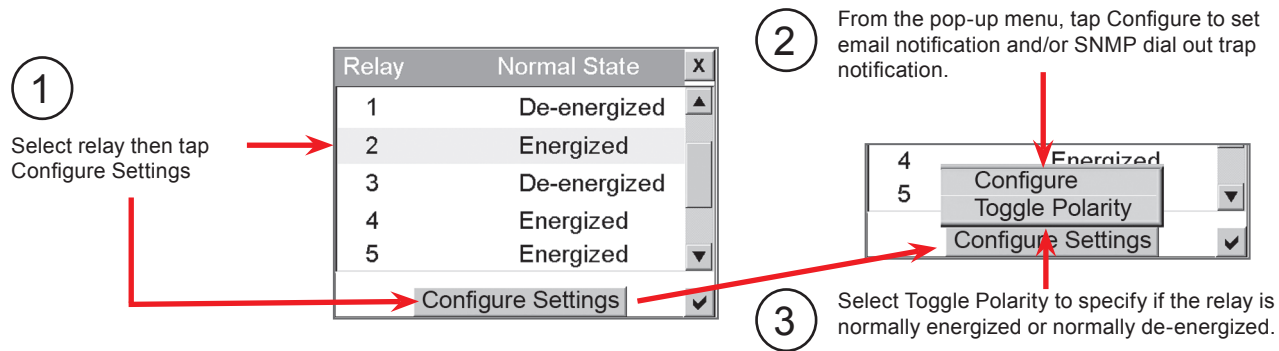 1
Select relay then tap
Configure Settings
Relay Normal State X
1 De-energized
2 Energized
3 De-energized
4 Energized
5 Energized
Configure Settings
2
From the pop-up menu, tap Configure to set
email notification and/or SNMP dial out trap
notification.
4 Energized
5
Configure
Toggle Polarity
Configure Settings
3
Select Toggle Polarity to specify if the relay is
normally energized or normally de-energized.